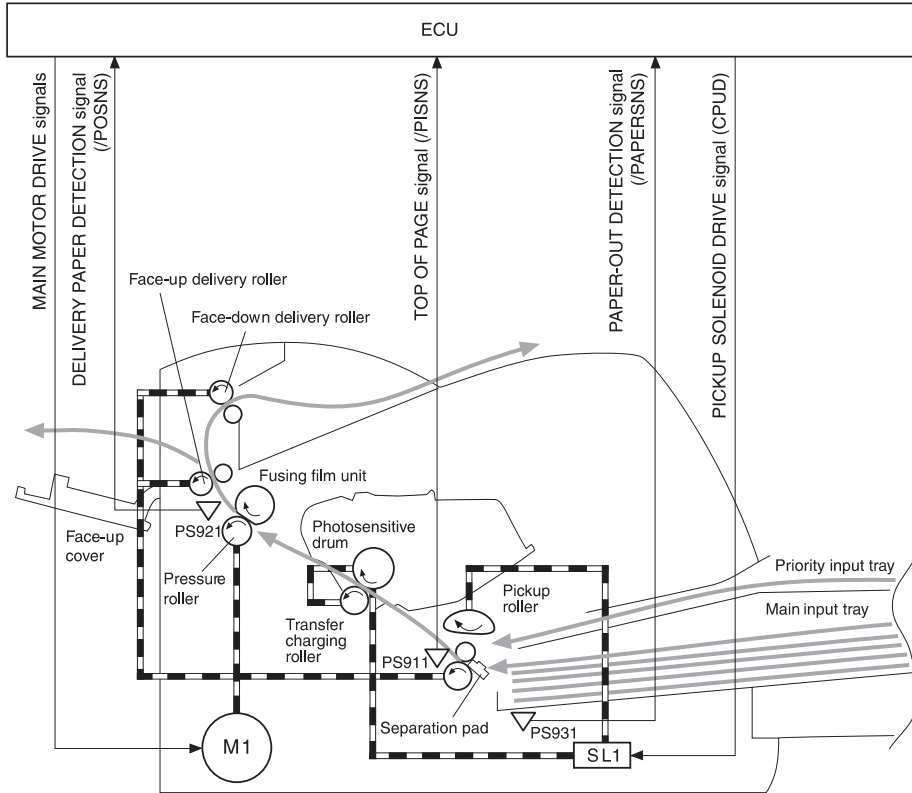 ECU
MAIN MOTOR DRIVE signals
DELIVERY PAPER DETECTION signal
(/POSNS)
TOP OF PAGE signal (/PISNS)
PAPER-OUT DETECTION signal
(/PAPERSNS)
PICKUP SOLENOID DRIVE signal (CPUD)
Face-up delivery roller
Face-down delivery roller
Fusing film unit
PS921
Face-up
cover
Pressure
roller
Photosensitive
drum
Transfer
charging
roller
Pickup
roller
Priority input tray
Main input tray
PS911
Separation pad
PS931
M1
SL1